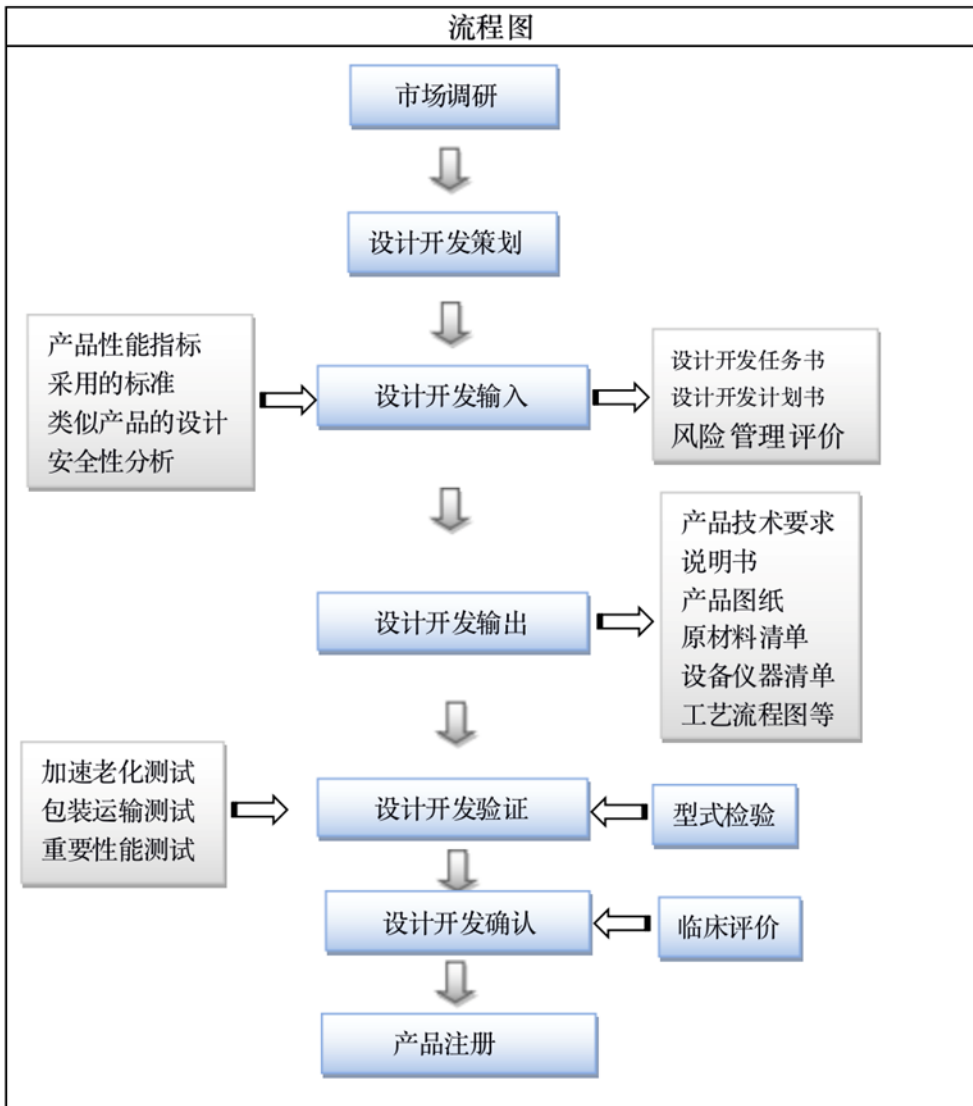 流程图
市场调研
设计开发策划
产品性能指标
采用的标准
类似产品的设计
安全性分析
设计开发输入
设计开发任务书
设计开发计划书
风险管理评价
设计开发输出
产品技术要求
说明书
产品图纸
原材料清单
设备仪器清单
工艺流程图等
加速老化测试
包装运输测试
重要性能测试
设计开发验证
型式检验
设计开发确认
临床评价
产品注册